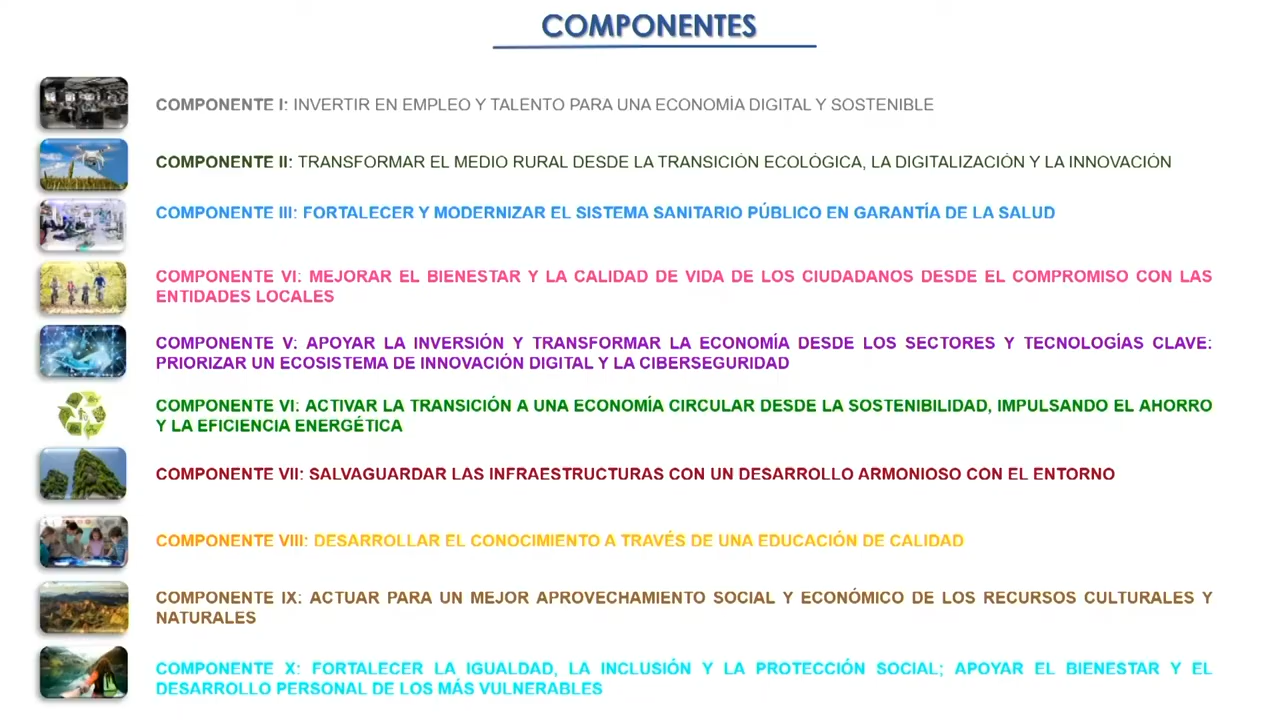 COMPONENTES
COMPONENTE I: INVERTIR EN EMPLEO Y TALENTO PARA UNA ECONOMÍA DIGITAL Y SOSTENIBLE
COMPONENTE II: TRANSFORMAR EL MEDIO RURAL DESDE LA TRANSICIÓN ECOLÓGICA, LA DIGITALIZACIÓN Y LA INNOVACIÓN
COMPONENTE III: FORTALECER Y MODERNIZAR EL SISTEMA SANITARIO PÚBLICO EN GARANTÍA DE LA SALUD
COMPONENTE VI: MEJORAR EL BIENESTAR Y LA CALIDAD DE VIDA DE LOS CIUDADANOS DESDE EL COMPROMISO CON LAS
ENTIDADES LOCALES
COMPONENTE V: APOYAR LA INVERSIÓN Y TRANSFORMAR LA ECONOMÍA DESDE LOS SECTORES Y TECNOLOGÍAS CLAVE:
PRIORIZAR UN ECOSISTEMA DE INNOVACIÓN DIGITAL Y LA CIBERSEGURIDAD
COMPONENTE VI: ACTIVAR LA TRANSICIÓN A UNA ECONOMÍA CIRCULAR DESDE LA SOSTENIBILIDAD, IMPULSANDO EL AHORRO
Y LA EFICIENCIA ENERGÉTICA
COMPONENTE VII: SALVAGUARDAR LAS INFRAESTRUCTURAS CON UN DESARROLLO ARMONIOSO CON EL ENTORNO
COMPONENTE VIII: DESARROLLAR EL CONOCIMIENTO A TRAVÉS DE UNA EDUCACIÓN DE CALIDAD
COMPONENTE IX: ACTUAR PARA UN MEJOR APROVECHAMIENTO SOCIAL Y ECONÓMICO DE LOS RECURSOS CULTURALES Y
NATURALES
COMPONENTE X: FORTALECER LA IGUALDAD, LA INCLUSIÓN Y LA PROTECCIÓN SOCIAL; APOYAR EL BIENESTAR Y EL
DESARROLLO PERSONAL DE LOS MÁS VULNERABLES